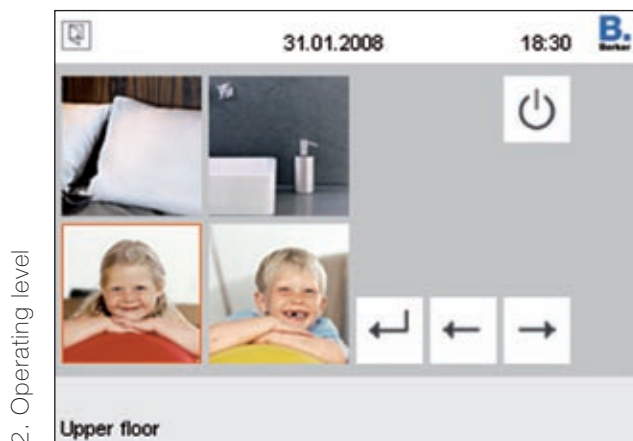 31.01.2008
18:30
B.
Berker
2. Operating level
Upper floor